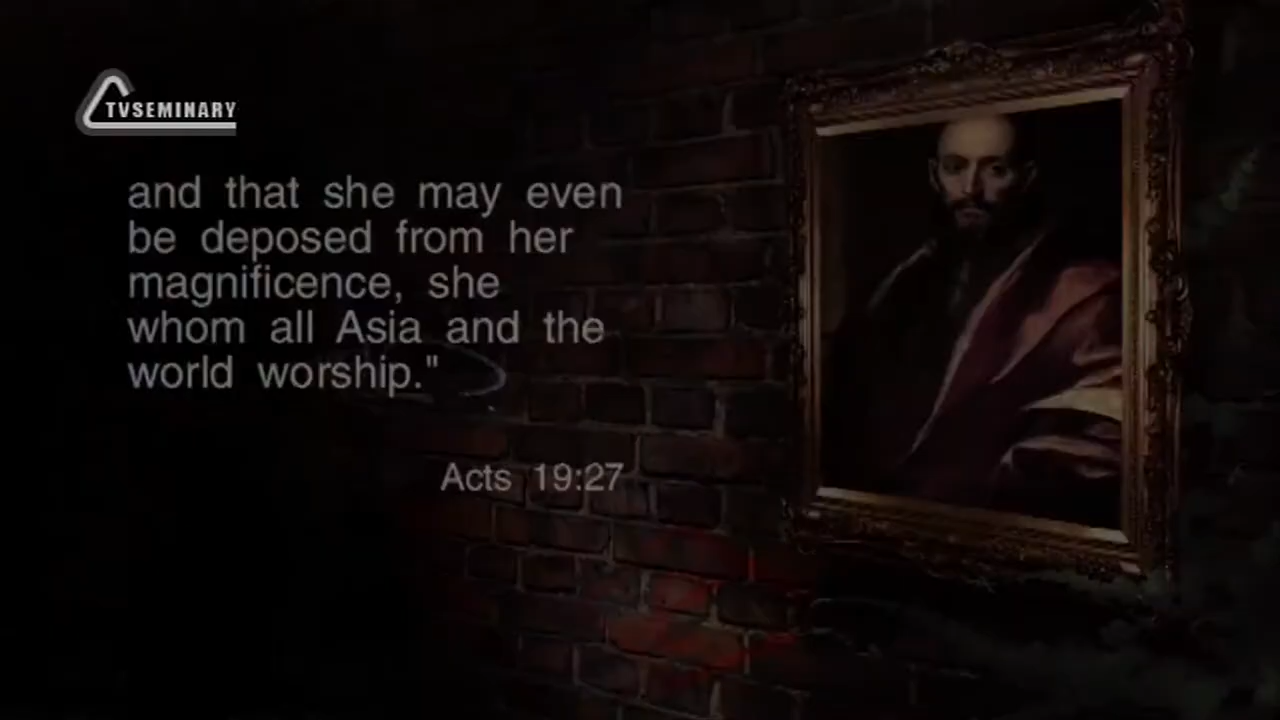 TVSEMINARY
and that she may even
be deposed from her
magnificence, she
whom all Asia and the
world worship."
Acts 19:27